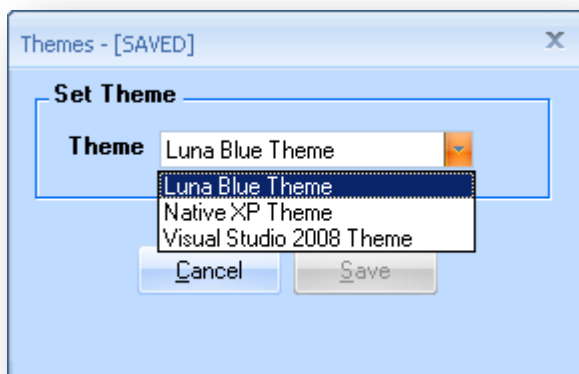 Themes - [SAVED]
Set Theme
Theme Luna Blue Theme
Luna Blue Theme
Native XP Theme
Visual Studio 2008 Theme
Cancel Save